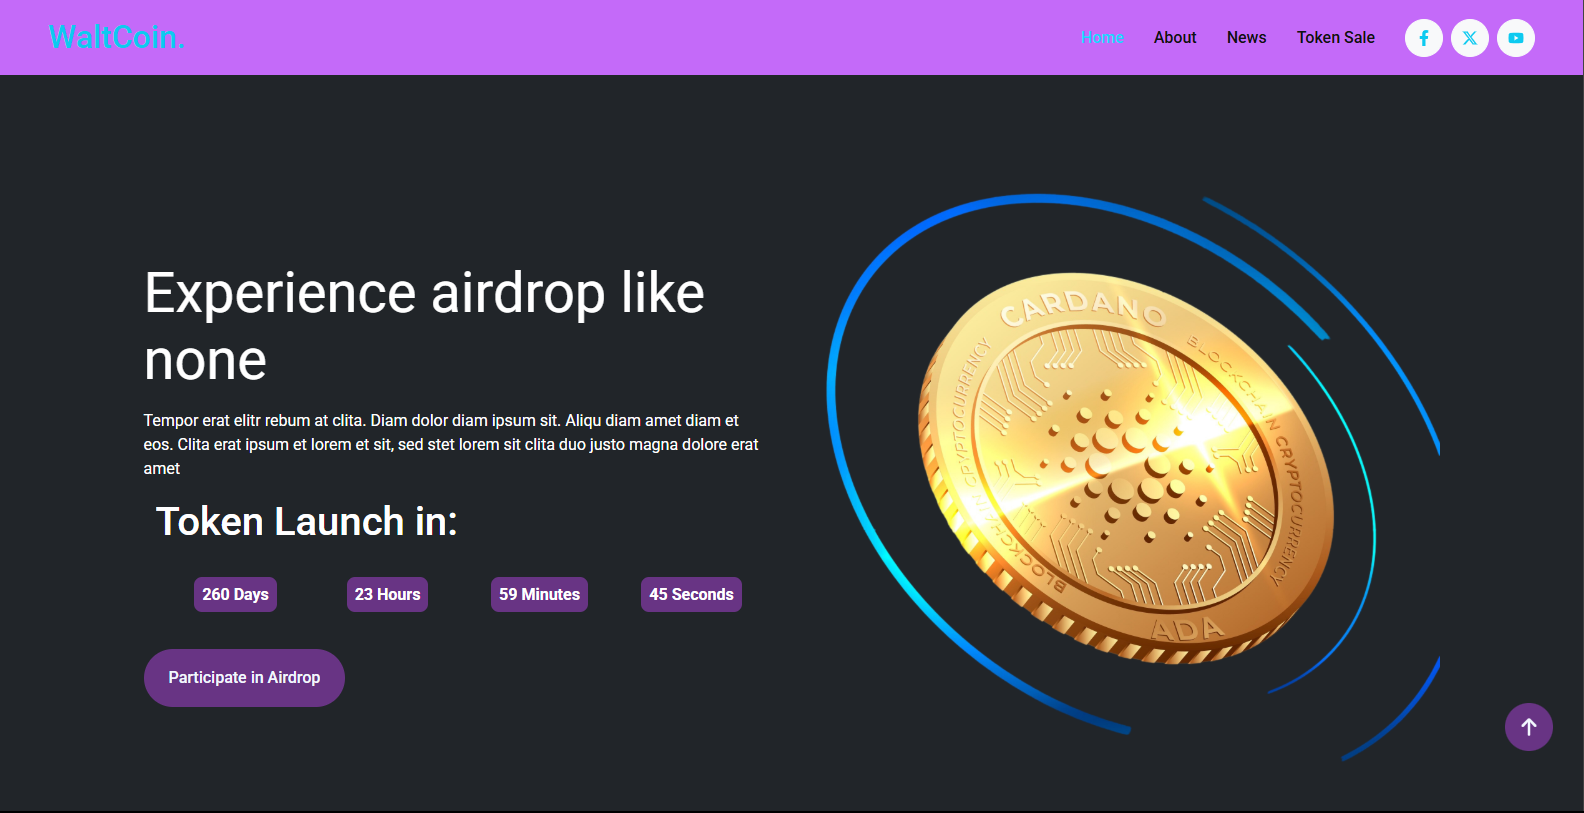 WaltCoin.
Home About News Token Sale
Experience airdrop like
none
Tempor erat elitr rebum at clita. Diam dolor diam ipsum sit. Aliqu diam amet diam et
eos. Clita erat ipsum et lorem et sit, sed stet lorem sit clita duo justo magna dolore erat
amet
Token Launch in:
260 Days 23 Hours 59 Minutes 45 Seconds
Participate in Airdrop
CARDANO
BLOCKCHAIN CRYPTOCURRENCY
ADA
BLOCKCHAIN CRYPTOCURRENCY